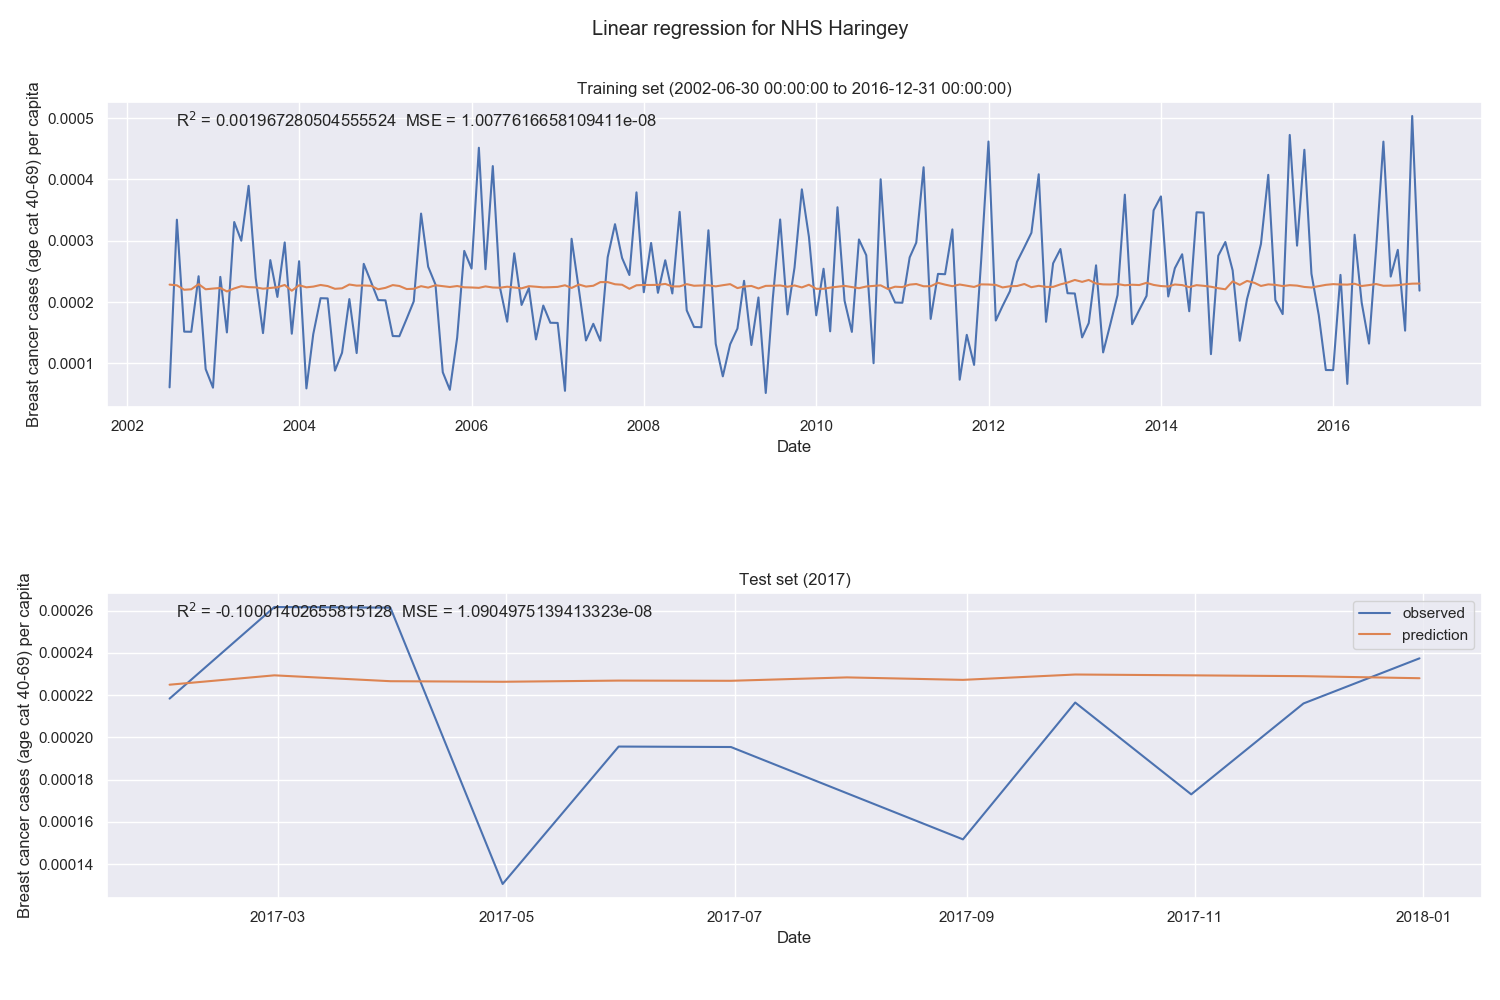 Linear regression for NHS Haringey
Training set (2002-06-30 00:00:00 to 2016-12-31 00:00:00)
R² = 0.001967280504555524  MSE = 1.0077616658109411e-08
Breast cancer cases (age cat 40-69) per capita
0.0005
0.0004
0.0003
0.0002
0.0001
2002 2004 2006 2008 2010 2012 2014 2016
Date
Test set (2017)
R² = -0.100014026558151​28  MSE = 1.0904975139413323e-08
observed
prediction
Breast cancer cases (age cat 40-69) per capita
0.00026
0.00024
0.00022
0.00020
0.00018
0.00016
0.00014
2017-03 2017-05 2017-07 2017-09 2017-11 2018-01
Date